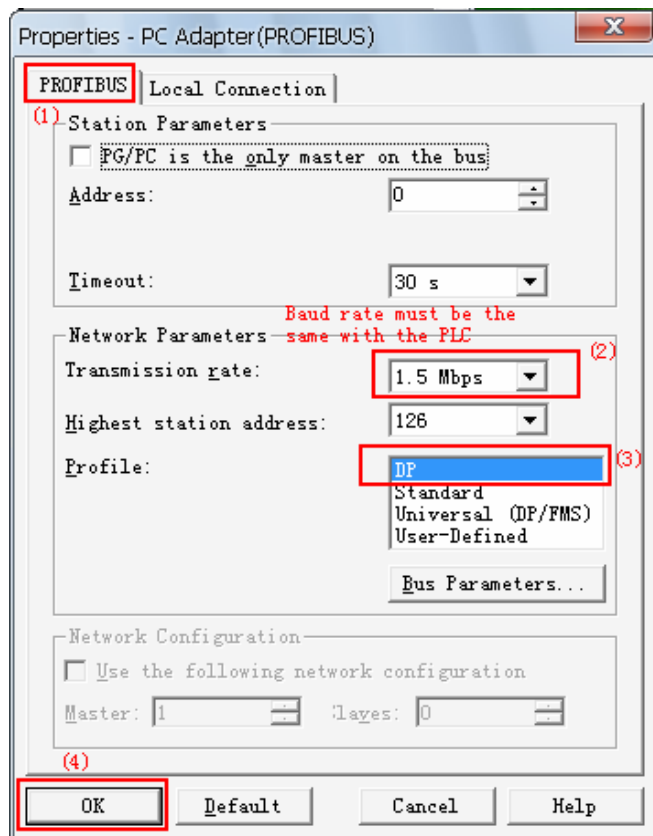 Properties - PC Adapter(PROFIBUS)
PROFIBUS
Local Connection
(1)
Station Parameters
PG/PC is the only master on the bus
Address:
0
Timeout:
30 s
Baud rate must be the
same with the PLC
Network Parameters
(2)
Transmission rate:
1.5 Mbps
Highest station address:
126
Profile:
(3)
DP
Standard
Universal (DP/FMS)
User-Defined
Bus Parameters...
Network Configuration
Use the following network configuration
Master:
1
Slaves:
0
(4)
OK
Default
Cancel
Help